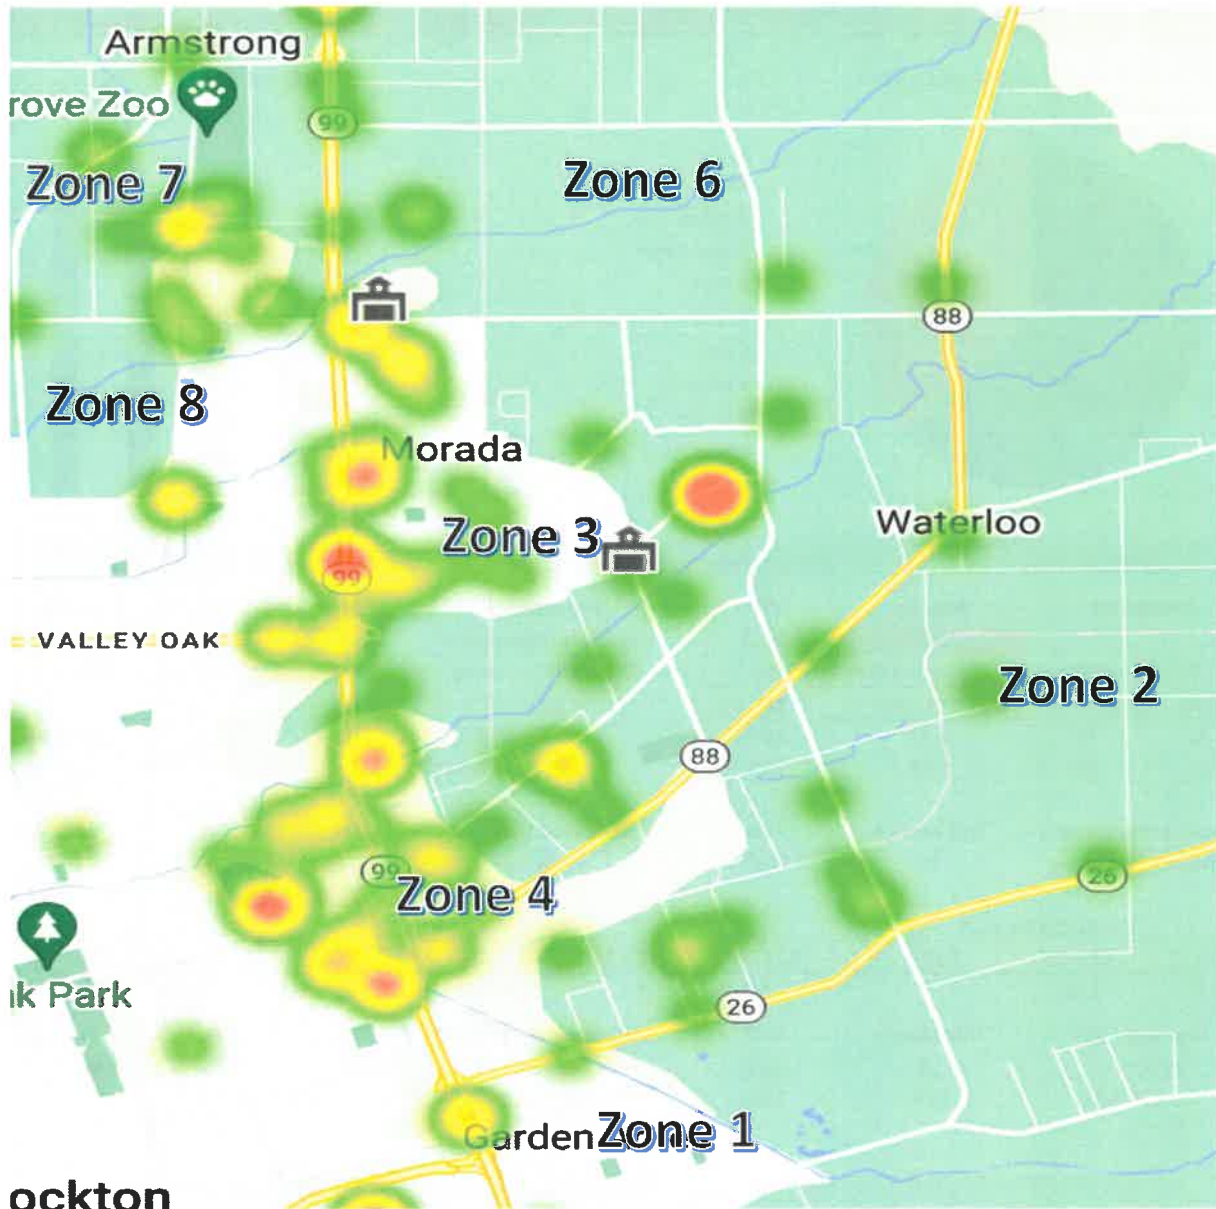 Armstrong
rove Zoo
99
Zone 7
Zone 6
88
Zone 8
Morada
Waterloo
Zone 3
99
VALLEY OAK
Zone 2
88
99
26
Zone 4
ik Park
26
Garden
Zone 1
ockton